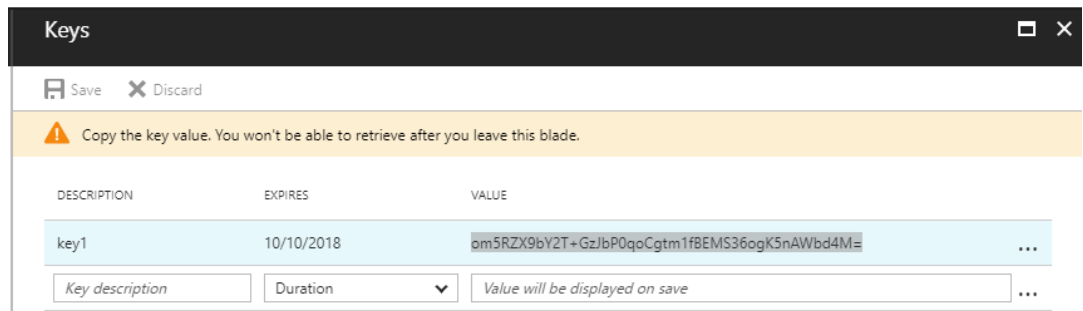 Keys
Save Discard
Copy the key value. You won't be able to retrieve after you leave this blade.
DESCRIPTION EXPIRES VALUE
key1 10/10/2018 om5RZX9bY2T+GzJbP0qoCgtm1fBEMS36ogK5nAWbd4M= ...
Key description Duration Value will be displayed on save ...